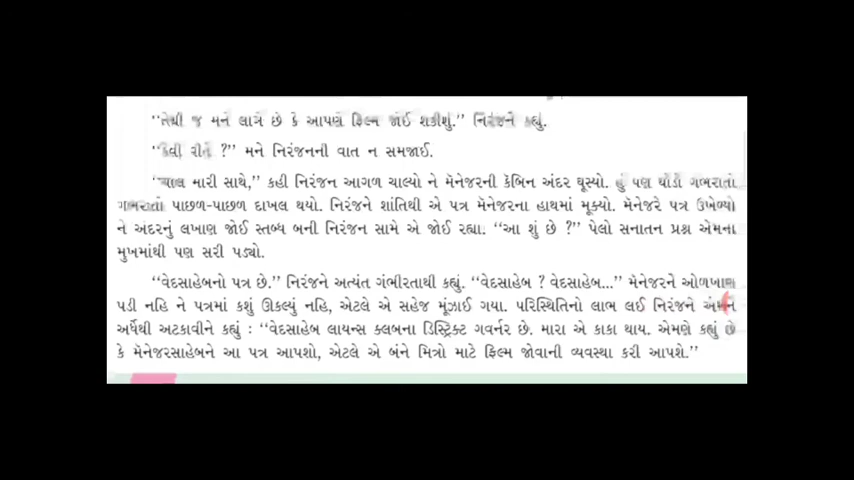 “તેથી જ મને લાગે છે કે આપણે ફિલ્મ જોઈ શકીશું.” નિરંજને કહ્યું.
“કેવી રીતે ?” મને નિરંજનની વાત ન સમજાઈ.
“ચાલ મારી સાથે,” કહી નિરંજન આગળ ચાલ્યો ને મૅનેજરની કૅબિન અંદર ઘૂસ્યો. હું પણ થોડો ગભરાતો
ગભરાતો પાછળ-પાછળ દાખલ થયો. નિરંજને શાંતિથી એ પત્ર મૅનેજરના હાથમાં મૂક્યો. મૅનેજરે પત્ર ઉખેળ્યો
ને અંદરનું લખાણ જોઈ સ્તબ્ધ બની નિરંજન સામે એ જોઈ રહ્યા. “આ શું છે ?” પેલો સનાતન પ્રશ્ન એમના
મુખમાંથી પણ સરી પડ્યો.
“વેદસાહેબનો પત્ર છે.” નિરંજને અત્યંત ગંભીરતાથી કહ્યું. “વેદસાહેબ ? વેદસાહેબ...” મૅનેજરને ઓળખાણ
પડી નહિ ને પત્રમાં કશું ઊકલ્યું નહિ, એટલે એ સહેજ મૂંઝાઈ ગયા. પરિસ્થિતિનો લાભ લઈ નિરંજને એમને
અર્ધેથી અટકાવીને કહ્યું : “વેદસાહેબ લાયન્સ ક્લબના ડિસ્ટ્રિક્ટ ગવર્નર છે. મારા એ કાકા થાય. એમણે કહ્યું છે
કે મૅનેજરસાહેબને આ પત્ર આપશો, એટલે એ બંને મિત્રો માટે ફિલ્મ જોવાની વ્યવસ્થા કરી આપશે.”